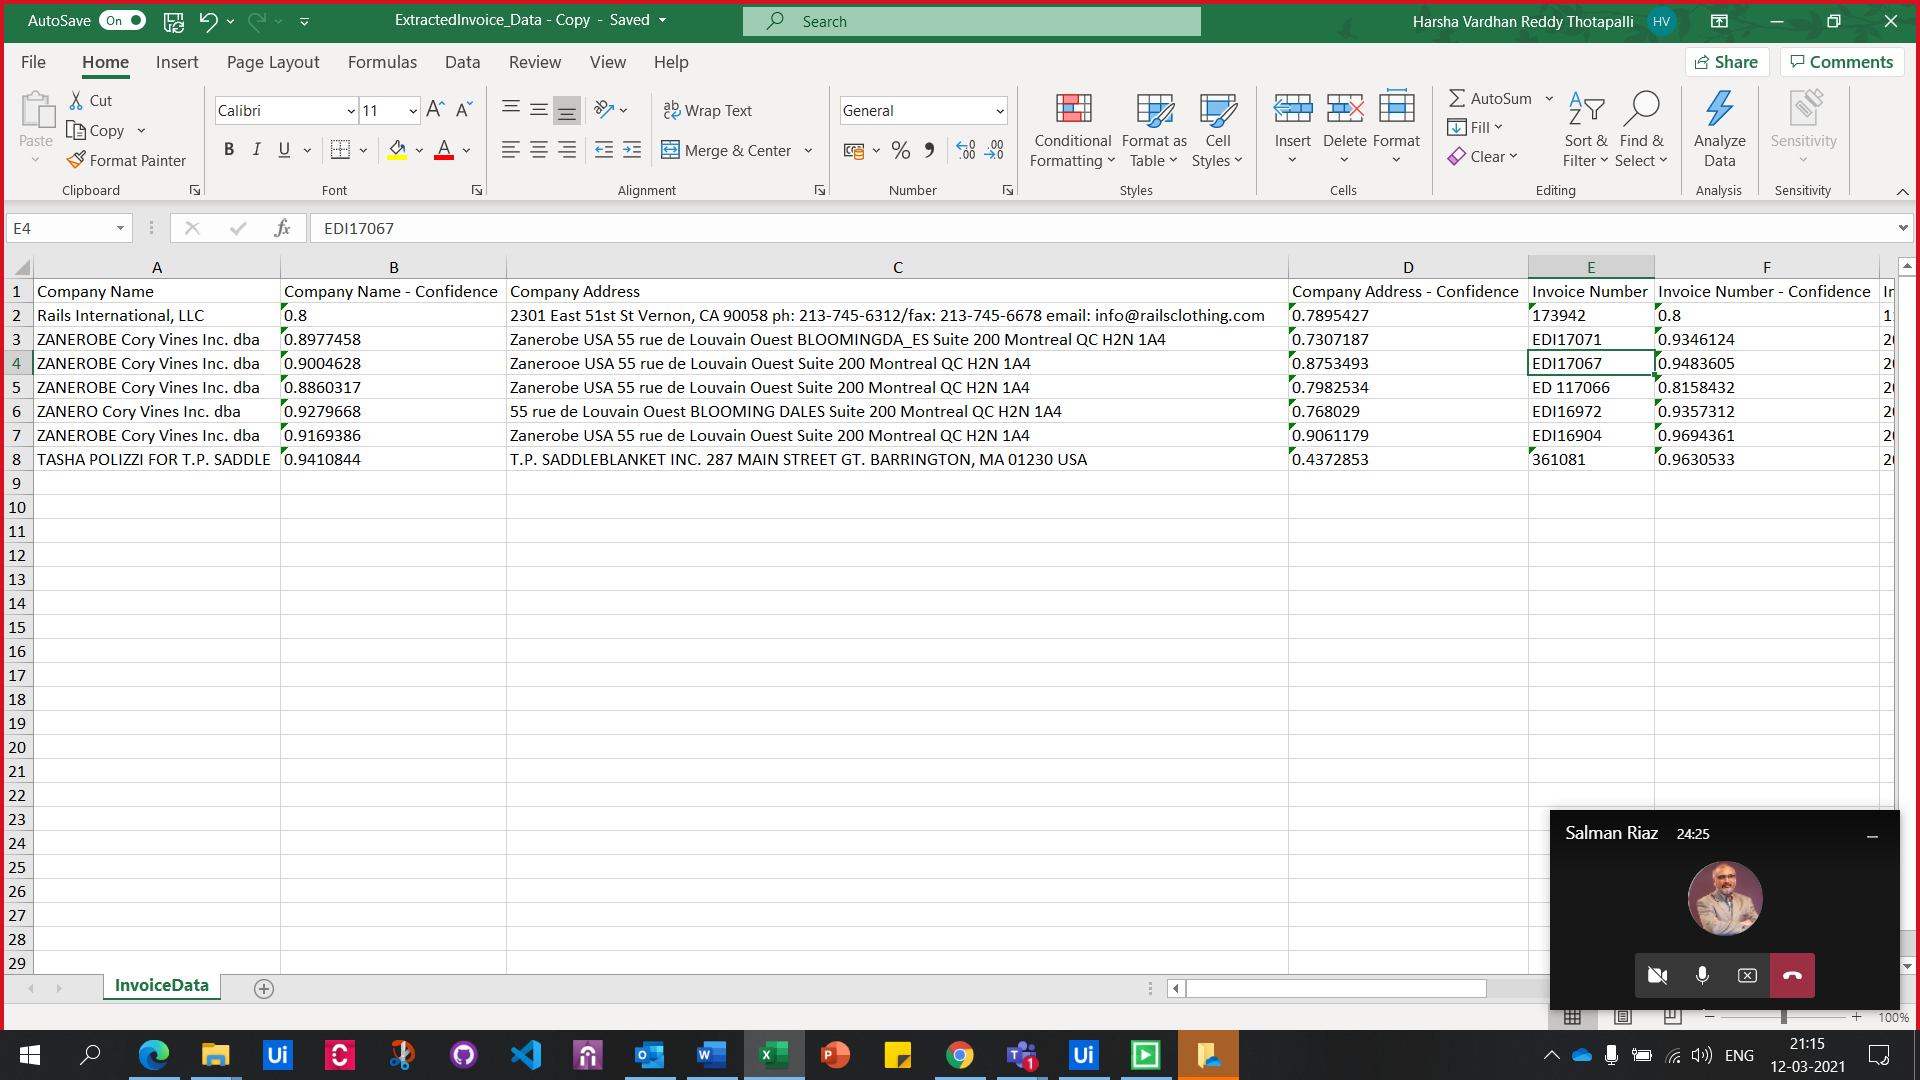 AutoSave On ExtractedInvoice_Data - Copy - Saved Search Harsha Vardhan Reddy Thotapalli HV
File Home Insert Page Layout Formulas Data Review View Help Share Comments
Paste Cut Copy Format Painter Clipboard
Calibri 11 B I U A Font
Wrap Text Merge & Center Alignment
General % Number
Conditional Formatting Format as Table Cell Styles Styles
Insert Delete Format Cells
AutoSum Fill Clear Sort & Filter Find & Select Editing
Analyze Data Analysis
Sensitivity Sensitivity
E4 fx EDI17067
A B C D E F
1 Company Name Company Name - Confidence Company Address Company Address - Confidence Invoice Number Invoice Number - Confidence
2 Rails International, LLC 0.8 2301 East 51st St Vernon, CA 90058 ph: 213-745-6312/fax: 213-745-6678 email: info@railsclothing.com 0.7895427 173942 0.8
3 ZANEROBE Cory Vines Inc. dba 0.8977458 Zanerobe USA 55 rue de Louvain Ouest BLOOMINGDA_ES Suite 200 Montreal QC H2N 1A4 0.7307187 EDI17071 0.9346124
4 ZANEROBE Cory Vines Inc. dba 0.9004628 Zanerooe USA 55 rue de Louvain Ouest Suite 200 Montreal QC H2N 1A4 0.8753493 EDI17067 0.9483605
5 ZANEROBE Cory Vines Inc. dba 0.8860317 Zanerobe USA 55 rue de Louvain Ouest Suite 200 Montreal QC H2N 1A4 0.7982534 ED 117066 0.8158432
6 ZANERO Cory Vines Inc. dba 0.9279668 55 rue de Louvain Ouest BLOOMING DALES Suite 200 Montreal QC H2N 1A4 0.768029 EDI16972 0.9357312
7 ZANEROBE Cory Vines Inc. dba 0.9169386 Zanerobe USA 55 rue de Louvain Ouest Suite 200 Montreal QC H2N 1A4 0.9061179 EDI16904 0.9694361
8 TASHA POLIZZI FOR T.P. SADDLE 0.9410844 T.P. SADDLEBLANKET INC. 287 MAIN STREET GT. BARRINGTON, MA 01230 USA 0.4372853 361081 0.9630533
9
10
11
12
13
14
15
16
17
18
19
20
21
22
23
24
25
26
27
28
29
Salman Riaz 24:25
InvoiceData
100%
Ui Ui 1 ENG 21:15
12-03-2021